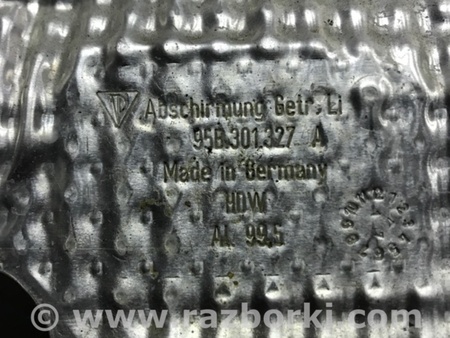 Abschirmung Getr. Li
95B.301.327 A
Made in Germany
HDW
AL 99,5
© www.razborki.com